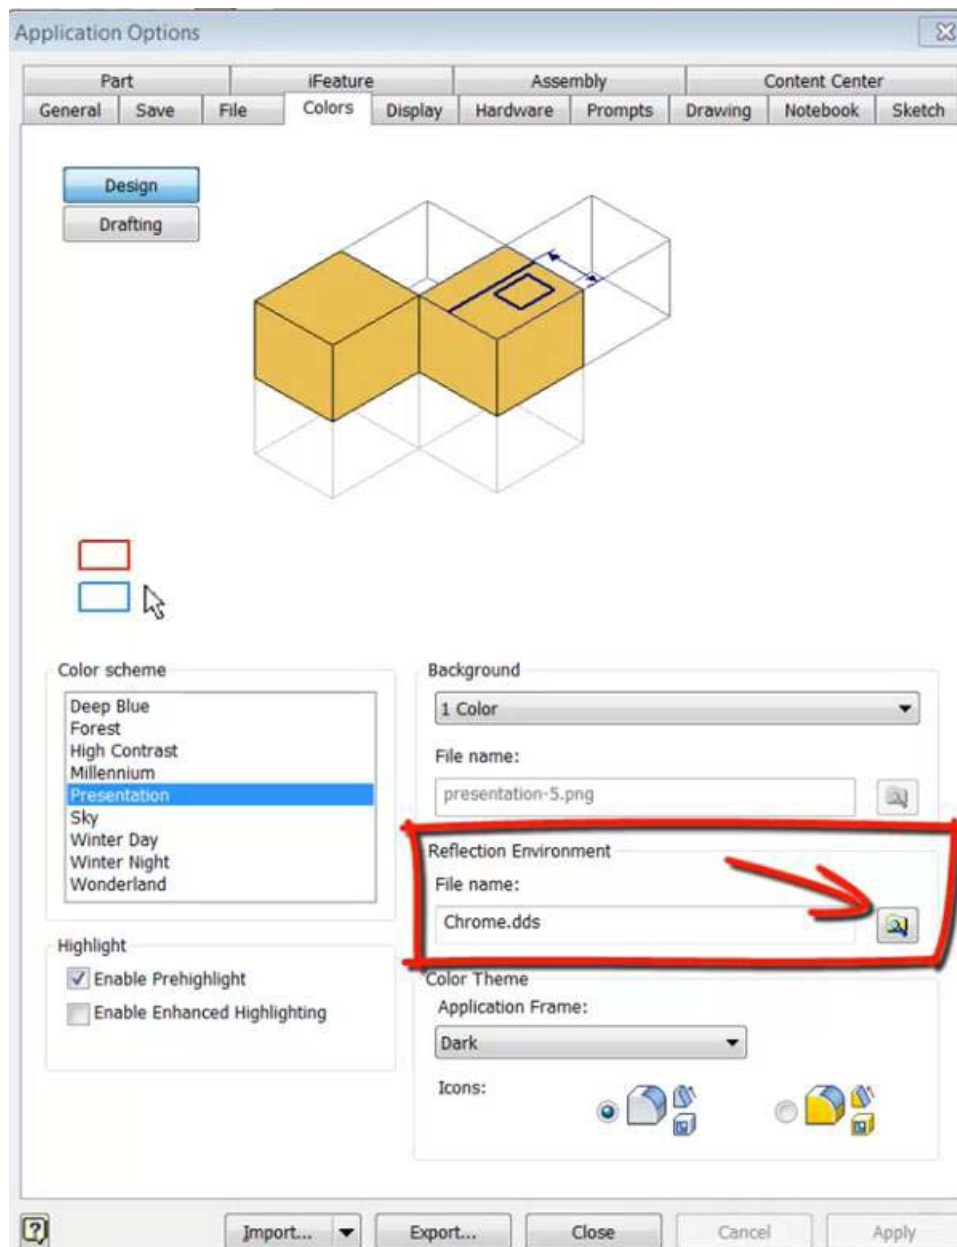 Application Options
Part iFeature Assembly Content Center
General Save File Colors Display Hardware Prompts Drawing Notebook Sketch
Design
Drafting
Color scheme
Deep Blue
Forest
High Contrast
Millennium
Presentation
Sky
Winter Day
Winter Night
Wonderland
Highlight
Enable Prehighlight
Enable Enhanced Highlighting
Background
1 Color
File name:
presentation-5.png
Reflection Environment
File name:
Chrome.dds
Color Theme
Application Frame:
Dark
Icons:
Import... Export... Close Cancel Apply